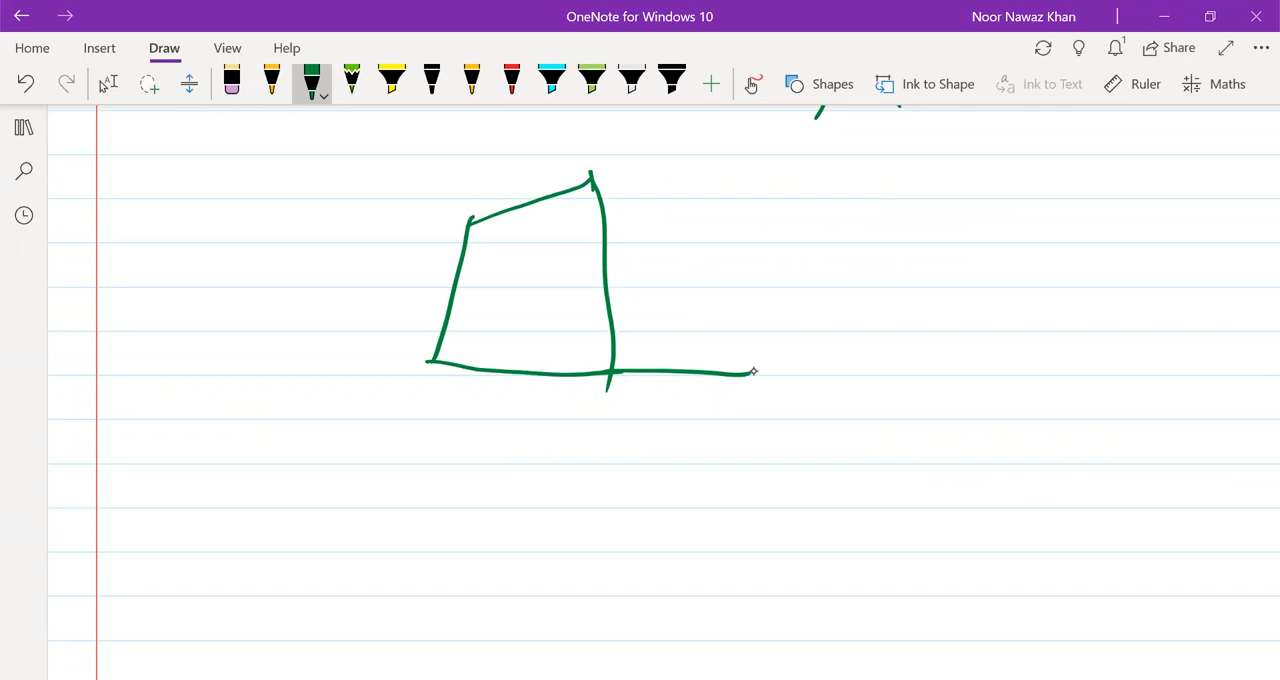 OneNote for Windows 10
Noor Nawaz Khan
Home Insert Draw View Help
1
Share
Shapes Ink to Shape Ink to Text Ruler Maths